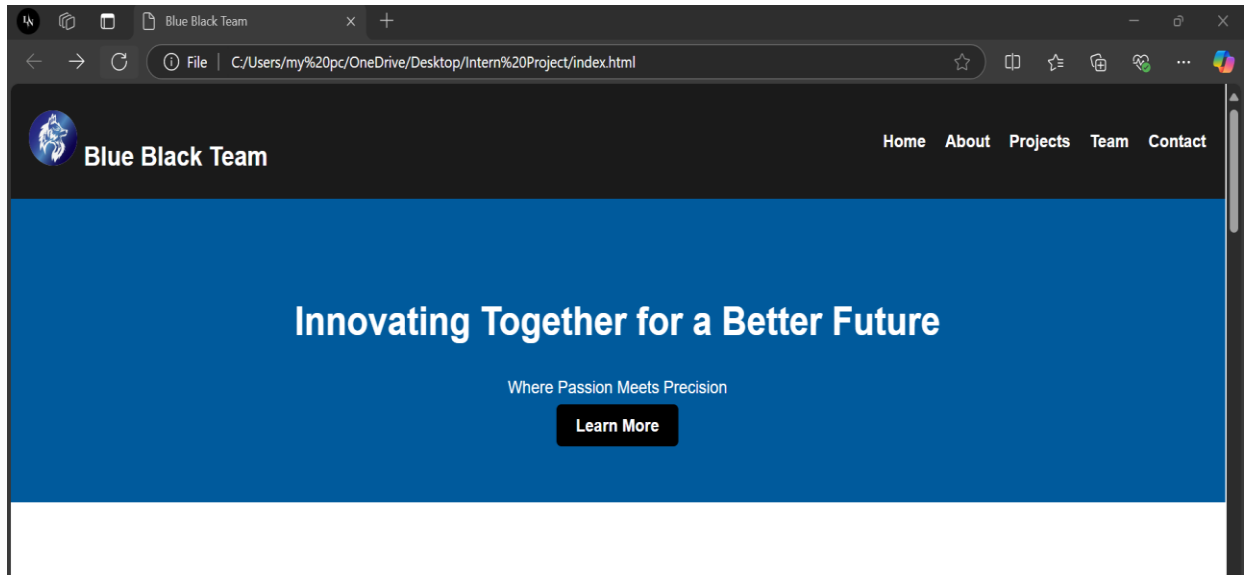 Blue Black Team
File | C:/Users/my%20pc/OneDrive/Desktop/Intern%20Project/index.html
Blue Black Team
Home About Projects Team Contact
Innovating Together for a Better Future
Where Passion Meets Precision
Learn More